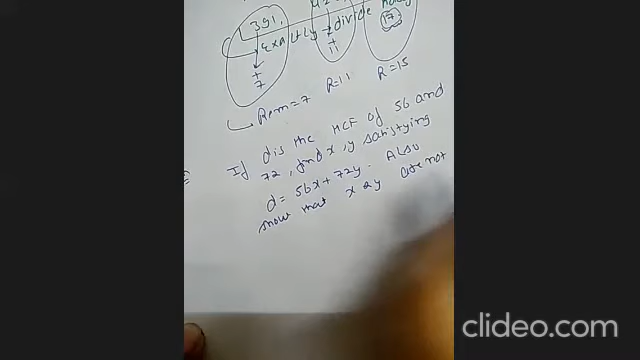 391,
exactly divide
17
+
7
+
11
Rem = 7 R=11 R=15
If d is the HCF of 56 and
72, find x, y satisfying
d = 56x + 72y. Also
show that x & y are not
clideo.com